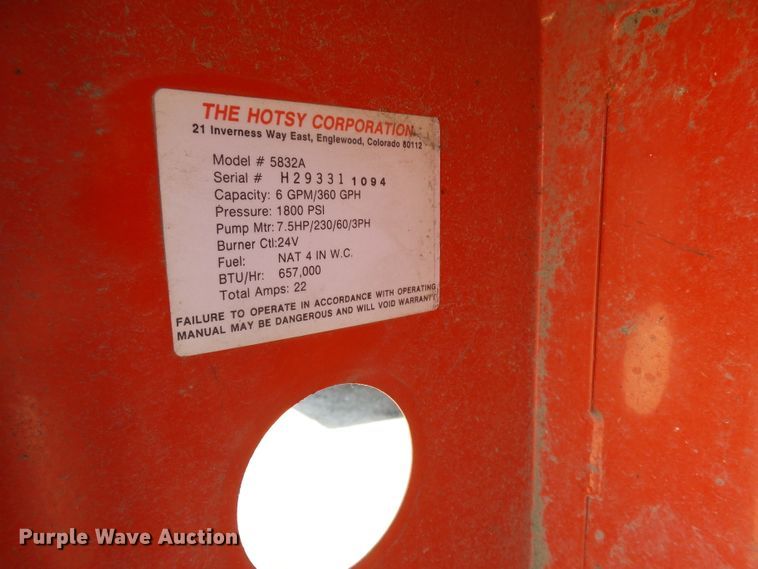 THE HOTSY CORPORATION
21 Inverness Way East, Englewood, Colorado 80112
Model # 5832A
Serial # H29331 1094
Capacity: 6 GPM/360 GPH
Pressure: 1800 PSI
Pump Mtr: 7.5HP/230/60/3PH
Burner Ctl:24V
Fuel: NAT 4 IN W.C.
BTU/Hr: 657,000
Total Amps: 22
FAILURE TO OPERATE IN ACCORDANCE WITH OPERATING
MANUAL MAY BE DANGEROUS AND WILL VOID WARRANTY
Purple Wave Auction